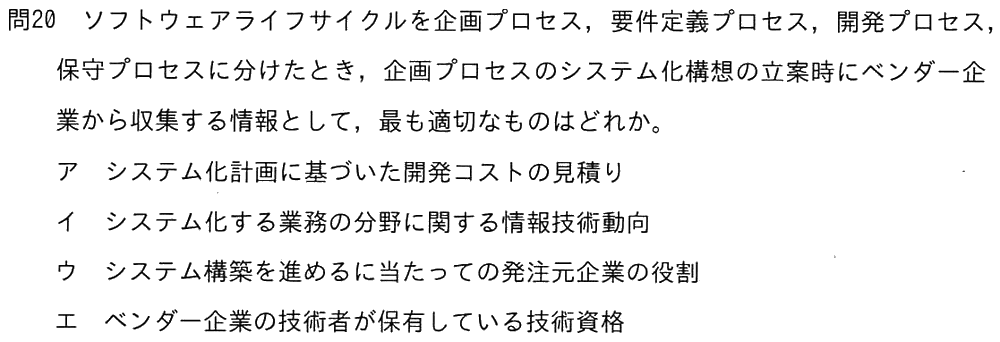 問20 ソフトウェアライフサイクルを企画プロセス，要件定義プロセス，開発プロセス，
保守プロセスに分けたとき，企画プロセスのシステム化構想の立案時にベンダー企
業から収集する情報として，最も適切なものはどれか。
ア システム化計画に基づいた開発コストの見積り
イ システム化する業務の分野に関する情報技術動向
ウ システム構築を進めるに当たっての発注元企業の役割
エ ベンダー企業の技術者が保有している技術資格